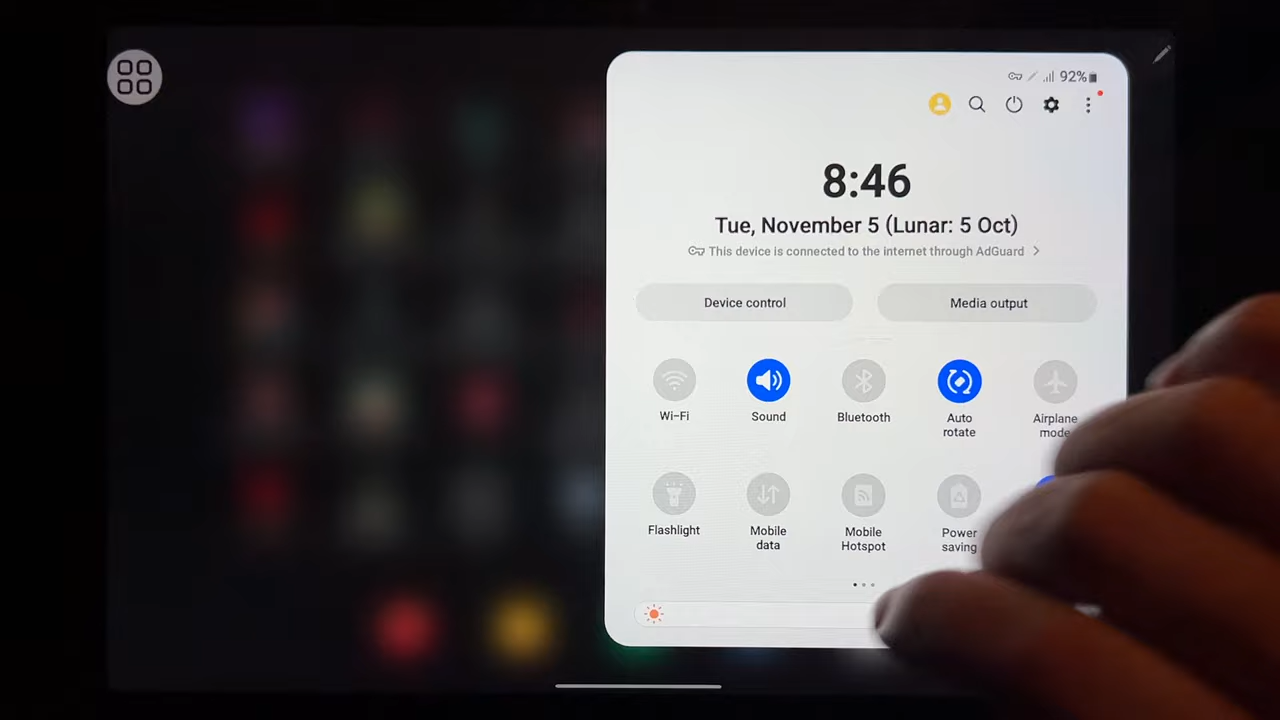 92%
8:46
Tue, November 5 (Lunar: 5 Oct)
This device is connected to the internet through AdGuard
Device control
Media output
Wi-Fi
Sound
Bluetooth
Auto
rotate
Airplane
mode
Flashlight
Mobile
data
Mobile
Hotspot
Power
saving